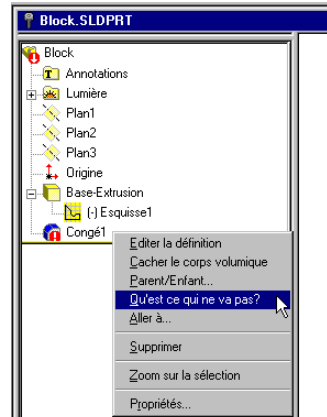 Block.SLDPRT
Block
Annotations
Lumière
Plan1
Plan2
Plan3
Origine
Base-Extrusion
(-) Esquisse1
Congé1
Editer la définition
Cacher le corps volumique
Parent/Enfant...
Qu'est ce qui ne va pas?
Aller à...
Supprimer
Zoom sur la sélection
Propriétés...